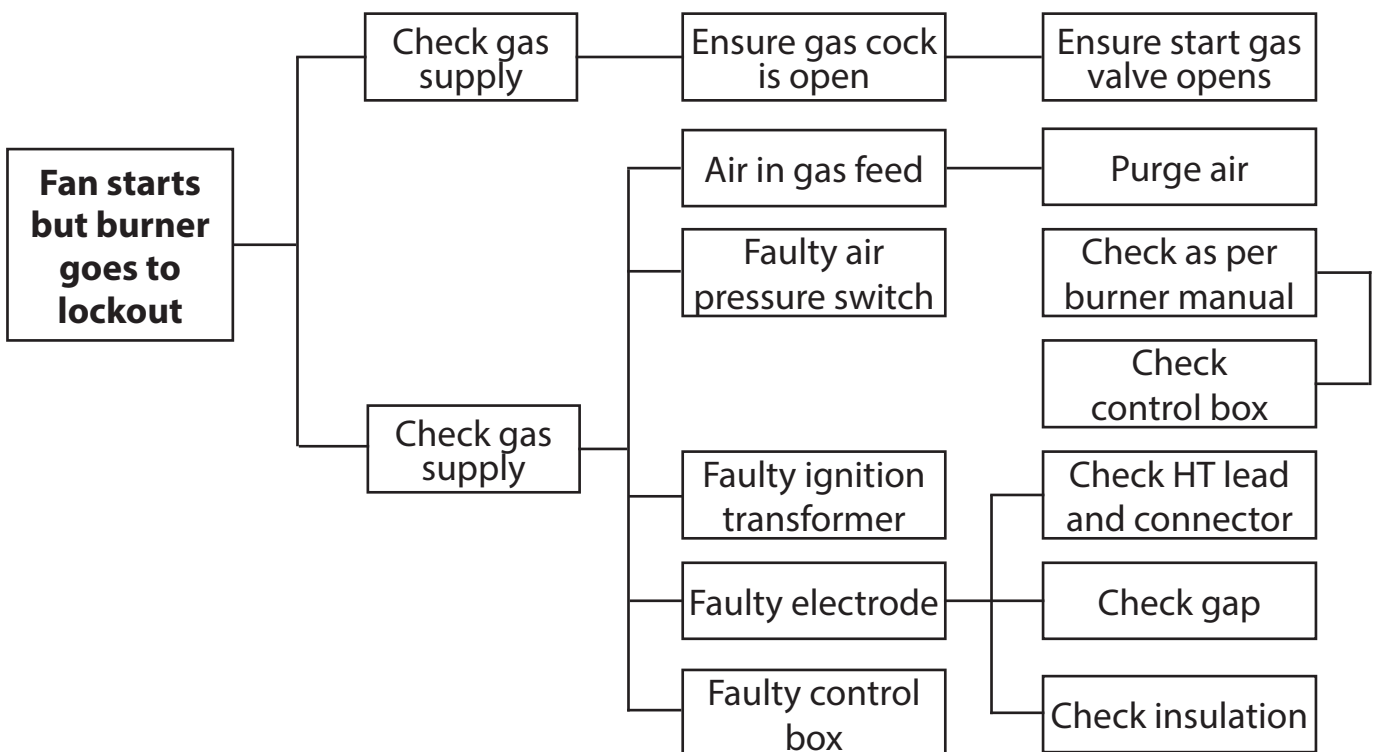 Fan starts
but burner
goes to
lockout
Check gas
supply
Ensure gas cock
is open
Ensure start gas
valve opens
Check gas
supply
Air in gas feed
Purge air
Faulty air
pressure switch
Check as per
burner manual
Check
control box
Faulty ignition
transformer
Faulty electrode
Check HT lead
and connector
Check gap
Check insulation
Faulty control
box